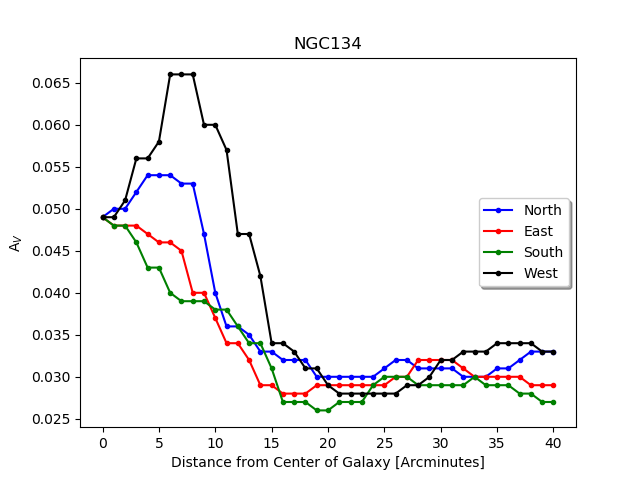 NGC134
0.065
0.060
0.055
0.050
0.045
0.040
0.035
0.030
0.025
A_V
North
East
South
West
0 5 10 15 20 25 30 35 40
Distance from Center of Galaxy [Arcminutes]